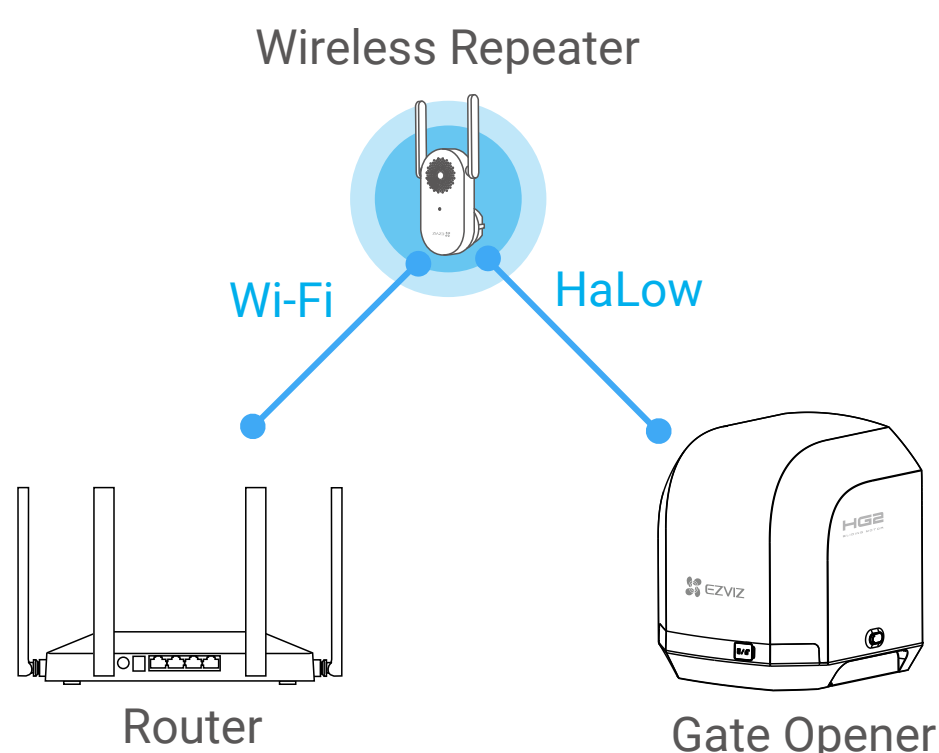 Wireless Repeater
Wi-Fi
HaLow
HG2
EZVIZ
Router
Gate Opener